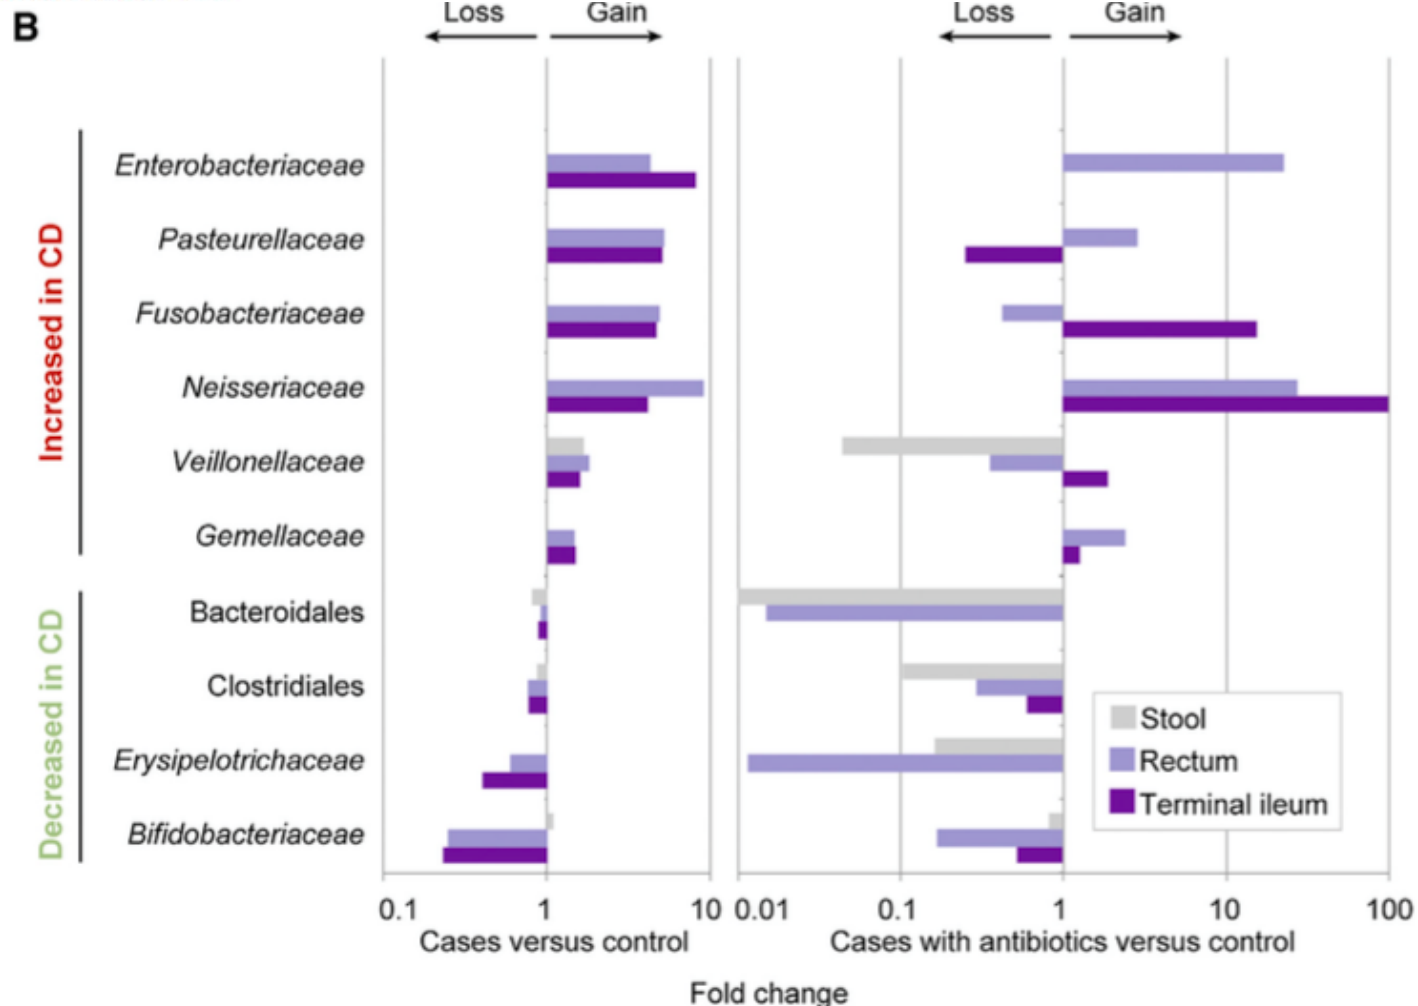 B
Loss Gain Loss Gain
Increased in CD
Enterobacteriaceae
Pasteurellaceae
Fusobacteriaceae
Neisseriaceae
Veillonellaceae
Gemellaceae
Decreased in CD
Bacteroidales
Clostridiales
Erysipelotrichaceae
Bifidobacteriaceae
Stool
Rectum
Terminal ileum
0.1 1 10 0.01 0.1 1 10 100
Cases versus control Cases with antibiotics versus control
Fold change